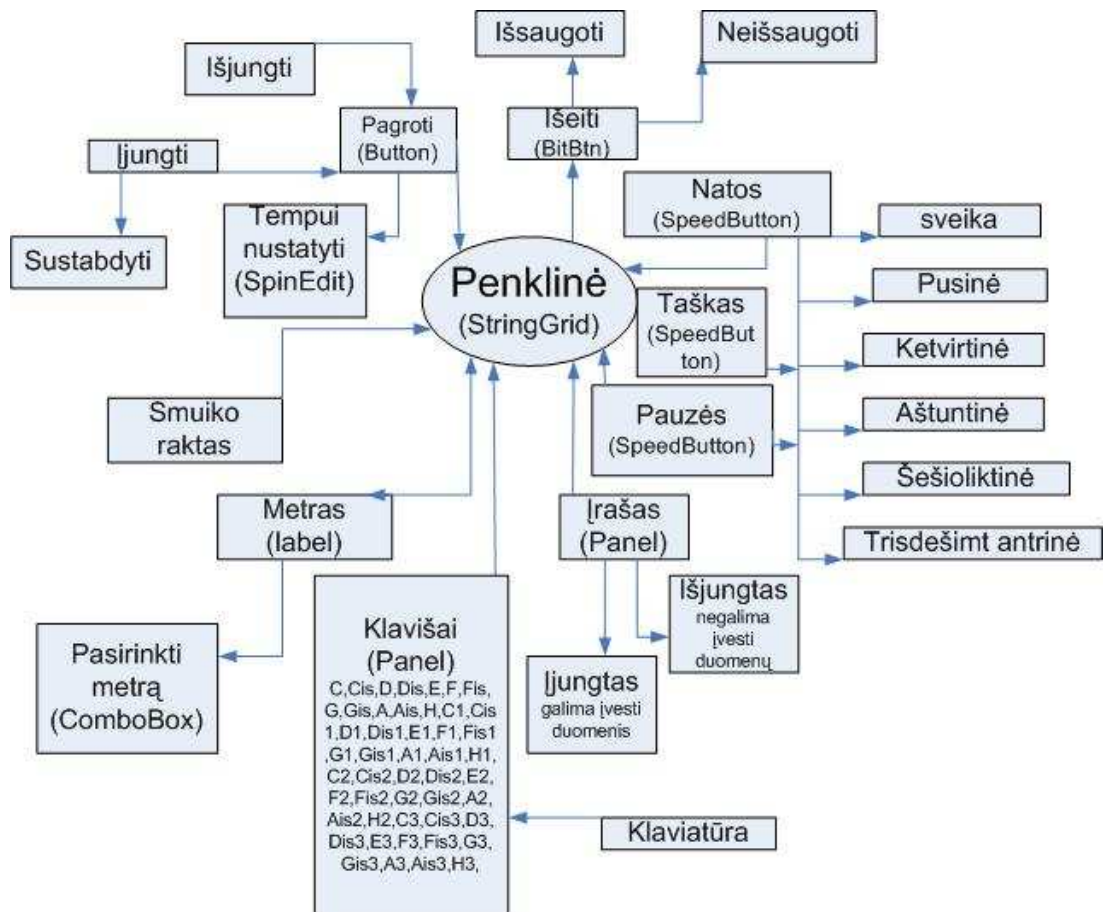 Išsaugoti
Neišsaugoti
Išjungti
Pagroti
(Button)
Išeiti
(BitBtn)
Įjungti
Natos
(SpeedButton)
Tempui
nustatyti
(SpinEdit)
sveika
Sustabdyti
Penklinė
(StringGrid)
Pusinė
Taškas
(SpeedBut
ton)
Ketvirtinė
Smuiko
raktas
Pauzės
(SpeedButton)
Aštuntinė
Šešioliktinė
Metras
(label)
Įrašas
(Panel)
Trisdešimt antrinė
Išjungtas
negalima
įvesti
duomenų
Klavišai
(Panel)
C,Cis,D,Dis,E,F,Fis,
G,Gis,A,Ais,H,C1,Cis
1,D1,Dis1,E1,F1,Fis1
,G1,Gis1,A1,Ais1,H1,
C2,Cis2,D2,Dis2,E2,
F2,Fis2,G2,Gis2,A2,
Ais2,H2,C3,Cis3,D3,
Dis3,E3,F3,Fis3,G3,
Gis3,A3,Ais3,H3,
Pasirinkti
metrą
(ComboBox)
Įjungtas
galima įvesti
duomenis
Klaviatūra